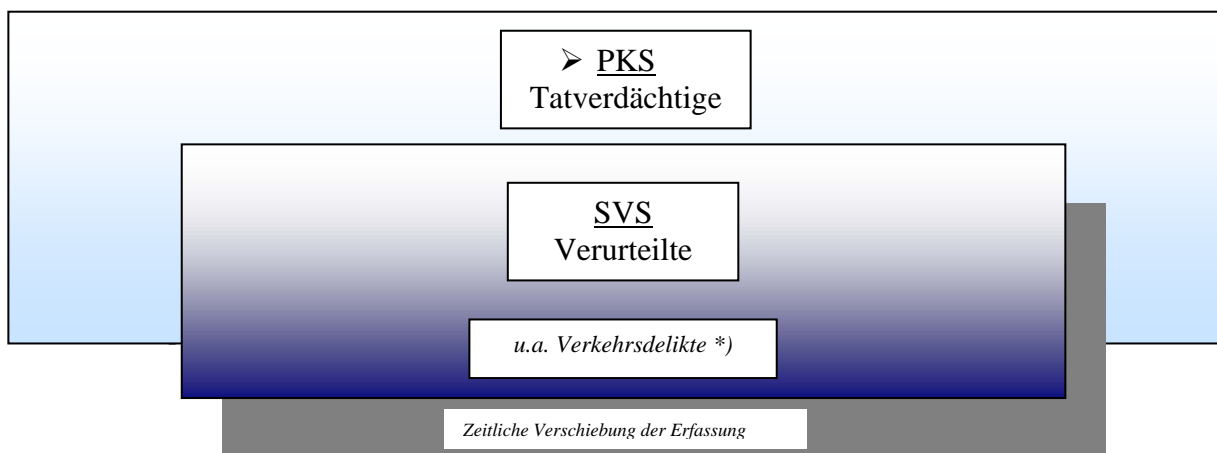 ➢ PKS
Tatverdächtige
SVS
Verurteilte
u.a. Verkehrsdelikte *)
Zeitliche Verschiebung der Erfassung